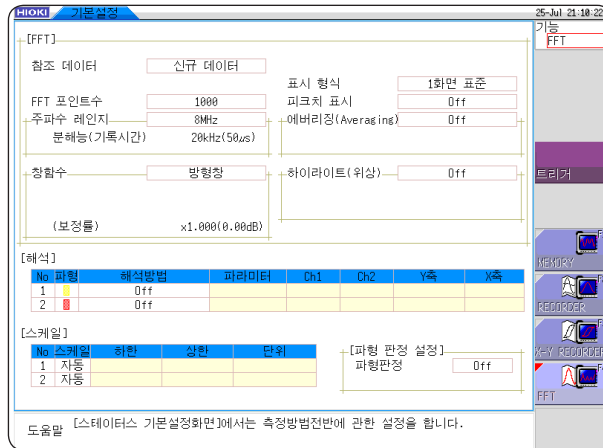 HIOKI 기본설정 25-Jul 21:10:22
기능
FFT
[FFT]
참조 데이터 신규 데이터
표시 형식 1화면 표준
FFT 포인트수 1000 피크치 표시 Off
주파수 레인지 8MHz 에버리징(Averaging) Off
분해능(기록시간) 20kHz(50㎲)
창함수 방형창 하이라이트(위상) Off
트리거
(보정률) x1.000(0.00dB)
[해석]
No 파형 해석방법 파라미터 Ch1 Ch2 Y축 X축
1 Off
2 Off
MEMORY
RECORDER
[스케일]
No 스케일 하한 상한 단위
1 자동
2 자동
[파형 판정 설정]
파형판정 Off
X-Y RECORDER
FFT
도움말 [스테이터스 기본설정화면]에서는 측정방법전반에 관한 설정을 합니다.